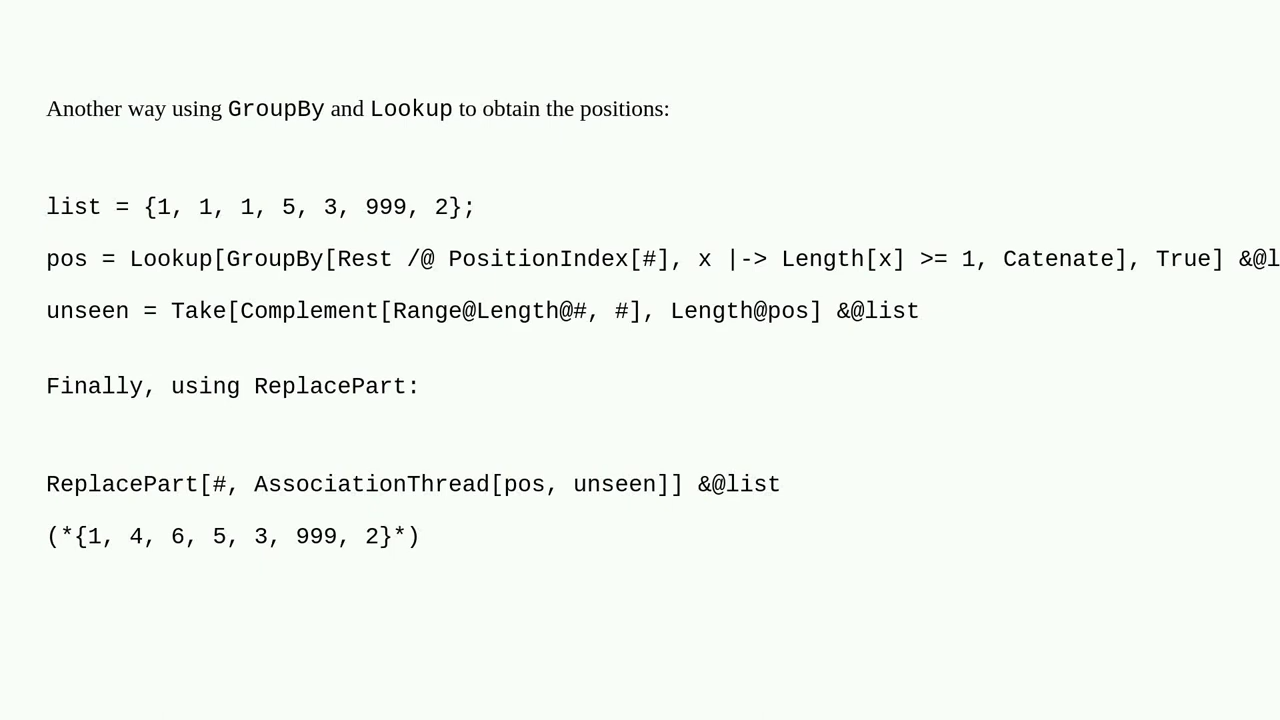 Another way using GroupBy and Lookup to obtain the positions:
list = {1, 1, 1, 5, 3, 999, 2};
pos = Lookup[GroupBy[Rest /@ PositionIndex[#], x |-> Length[x] >= 1, Catenate], True] &@l
unseen = Take[Complement[Range@Length@#, #], Length@pos] &@list
Finally, using ReplacePart:
ReplacePart[#, AssociationThread[pos, unseen]] &@list
(*{1, 4, 6, 5, 3, 999, 2}*)